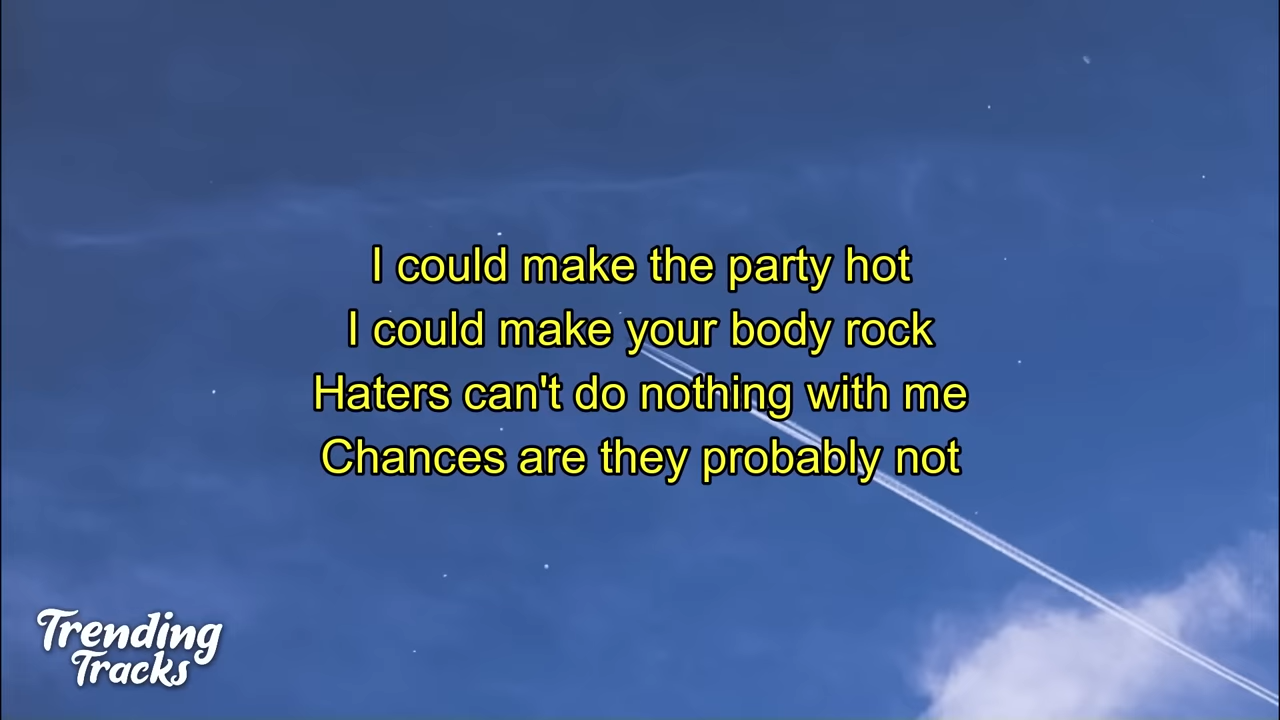 I could make the party hot
I could make your body rock
Haters can't do nothing with me
Chances are they probably not
Trending
Tracks